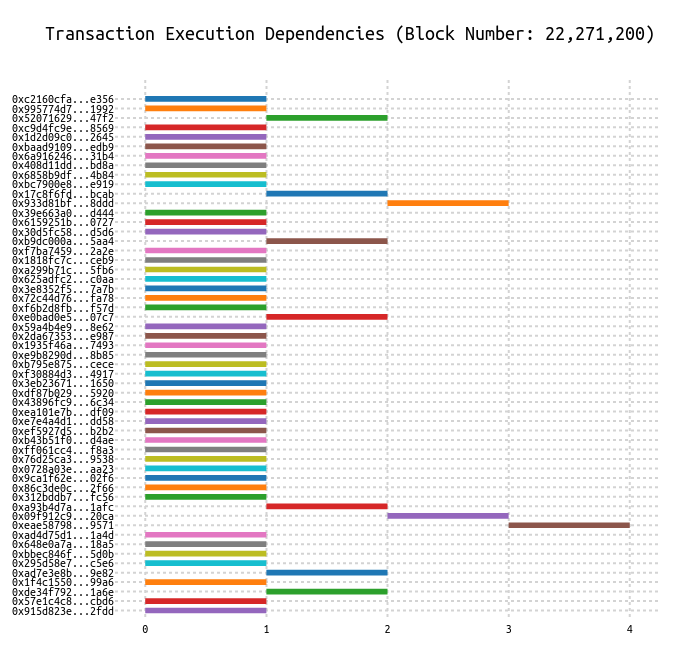 Transaction Execution Dependencies (Block Number: 22,271,200)
0xc2160cfa...e356
0x995774d7...1992
0x52071629...47f2
0xc9d4fc9e...8569
0x1d2d09c0...2645
0xbaad9109...edb9
0x6a916246...31b4
0x408d11dd...bd8a
0x6858b9df...4b84
0xbc7900e8...e919
0x17c8f6fd...bcab
0x933d81bf...8ddd
0x39e663a0...d444
0x6159251b...0727
0x30d5fc58...d5d6
0xb9dc000a...5aa4
0xf7ba7459...2a2e
0x1818fc7c...ceb9
0xa299b71c...5fb6
0x625adfc2...c0aa
0x3e8352f5...7a7b
0x72c44d76...fa78
0xf6b2d8fb...f57d
0xe0bad0e5...07c7
0x59a4b4e9...8e62
0x2da67353...e987
0x1935f46a...7493
0xe9b8290d...8b85
0xb795e875...cece
0xf30884d3...4917
0x3eb23671...1650
0xdf87b029...5920
0x43896fc9...6c34
0xea101e7b...df09
0xe7e4a4d1...dd58
0xef5927d5...b2b2
0xb43b51f0...d4ae
0xff061cc4...f8a3
0x76d25ca3...9538
0x0728a03e...aa23
0x9ca1f62e...02f6
0x86c3de0c...2f66
0x312bddb7...fc56
0xa93b4d7a...1afc
0x09f912c9...20ca
0xeae58798...9571
0xad4d75d1...1a4d
0x648e0a7a...18a5
0xbbec846f...5d0b
0x295d58e7...c5e6
0xad7e3e8b...9e82
0x1f4c1550...99a6
0xde34f792...1a6e
0x57e1c4c8...cbd6
0x915d823e...2fdd
0 1 2 3 4